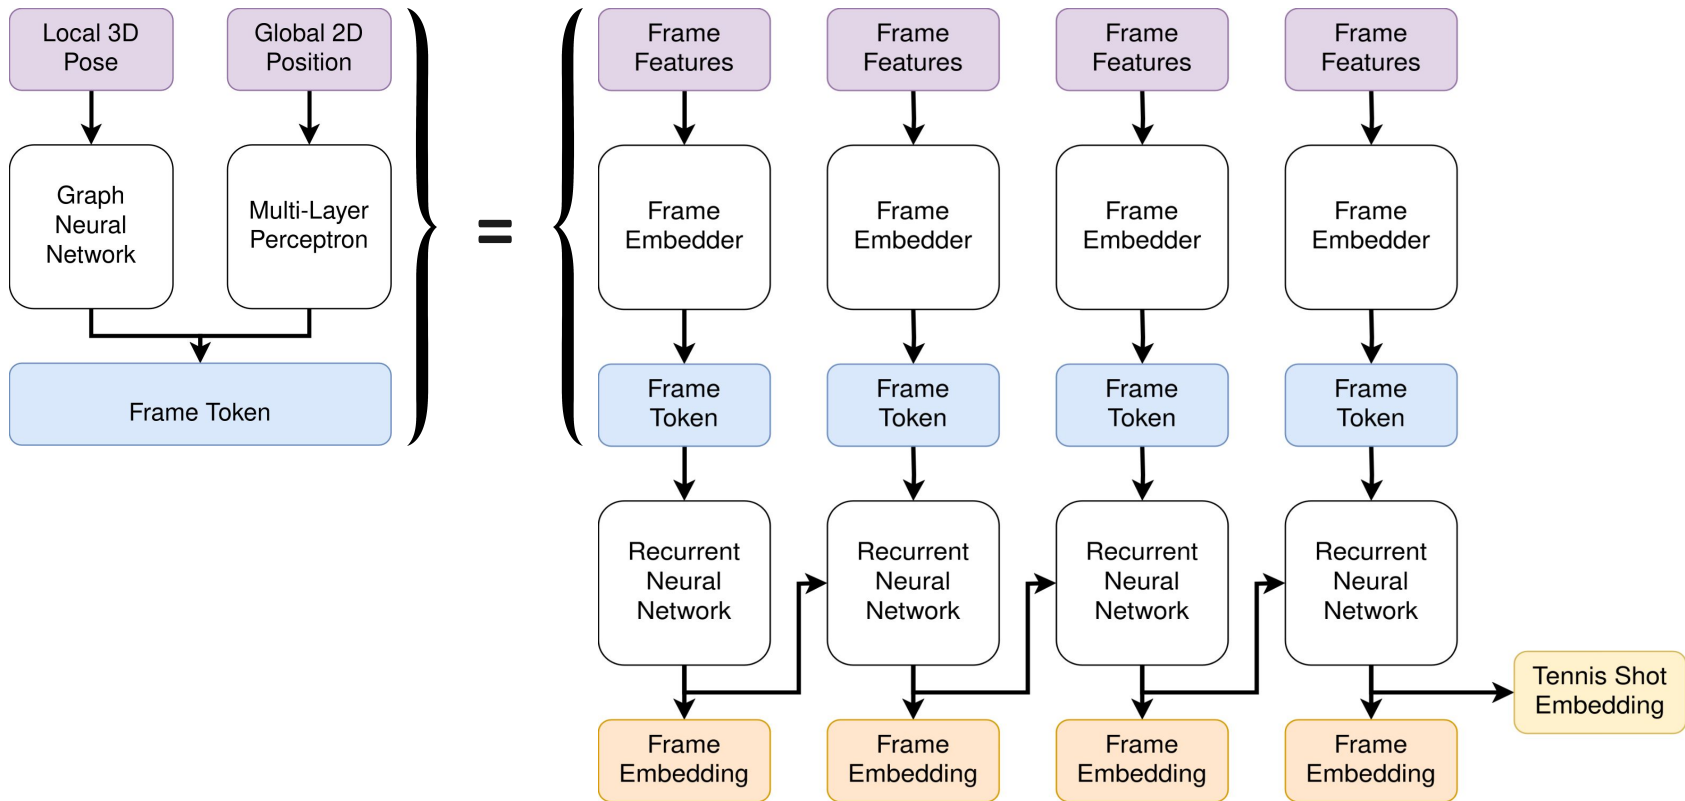 Local 3D
Pose
Global 2D
Position
Graph
Neural
Network
Multi-Layer
Perceptron
Frame Token
=
Frame
Features
Frame
Features
Frame
Features
Frame
Features
Frame
Embedder
Frame
Embedder
Frame
Embedder
Frame
Embedder
Frame
Token
Frame
Token
Frame
Token
Frame
Token
Recurrent
Neural
Network
Recurrent
Neural
Network
Recurrent
Neural
Network
Recurrent
Neural
Network
Tennis Shot
Embedding
Frame
Embedding
Frame
Embedding
Frame
Embedding
Frame
Embedding